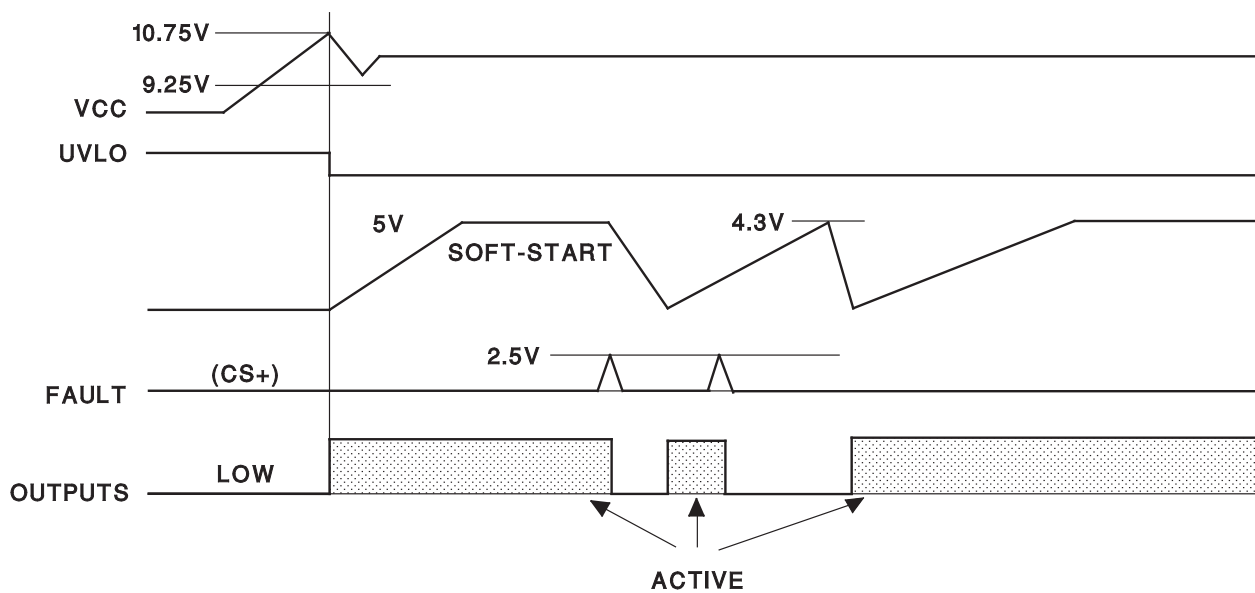 10.75V
9.25V
VCC
UVLO
5V
4.3V
SOFT-START
2.5V
(CS+)
FAULT
LOW
OUTPUTS
ACTIVE